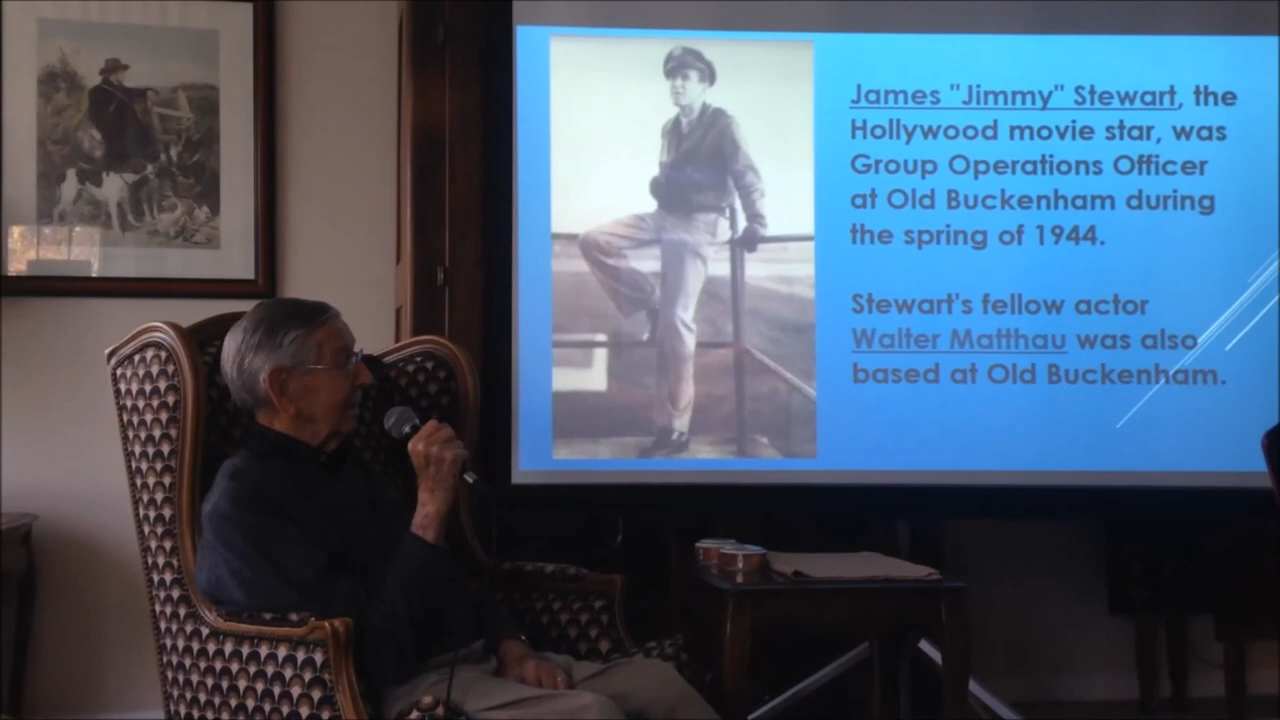 James "Jimmy" Stewart, the
Hollywood movie star, was
Group Operations Officer
at Old Buckenham during
the spring of 1944.
Stewart's fellow actor
Walter Matthau was also
based at Old Buckenham.